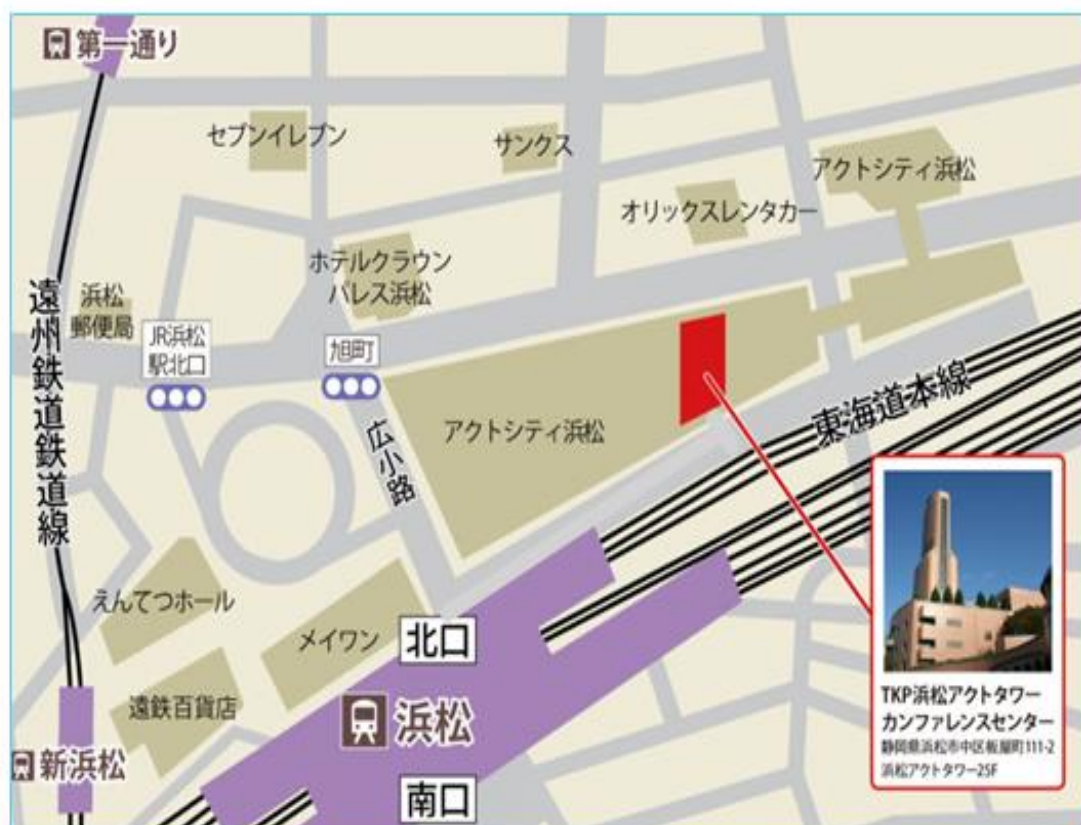 第一通り
セブンイレブン
サンクス
アクトシティ浜松
オリックスレンタカー
ホテルクラウン
パレス浜松
浜松
郵便局
JR浜松
駅北口
旭町
遠州鉄道鉄道線
広小路
アクトシティ浜松
東海道本線
えんてつホール
メイワン
北口
遠鉄百貨店
浜松
新浜松
南口
TKP浜松アクトタワー
カンファレンスセンター
静岡県浜松市中区板屋町111-2
浜松アクトタワー25F